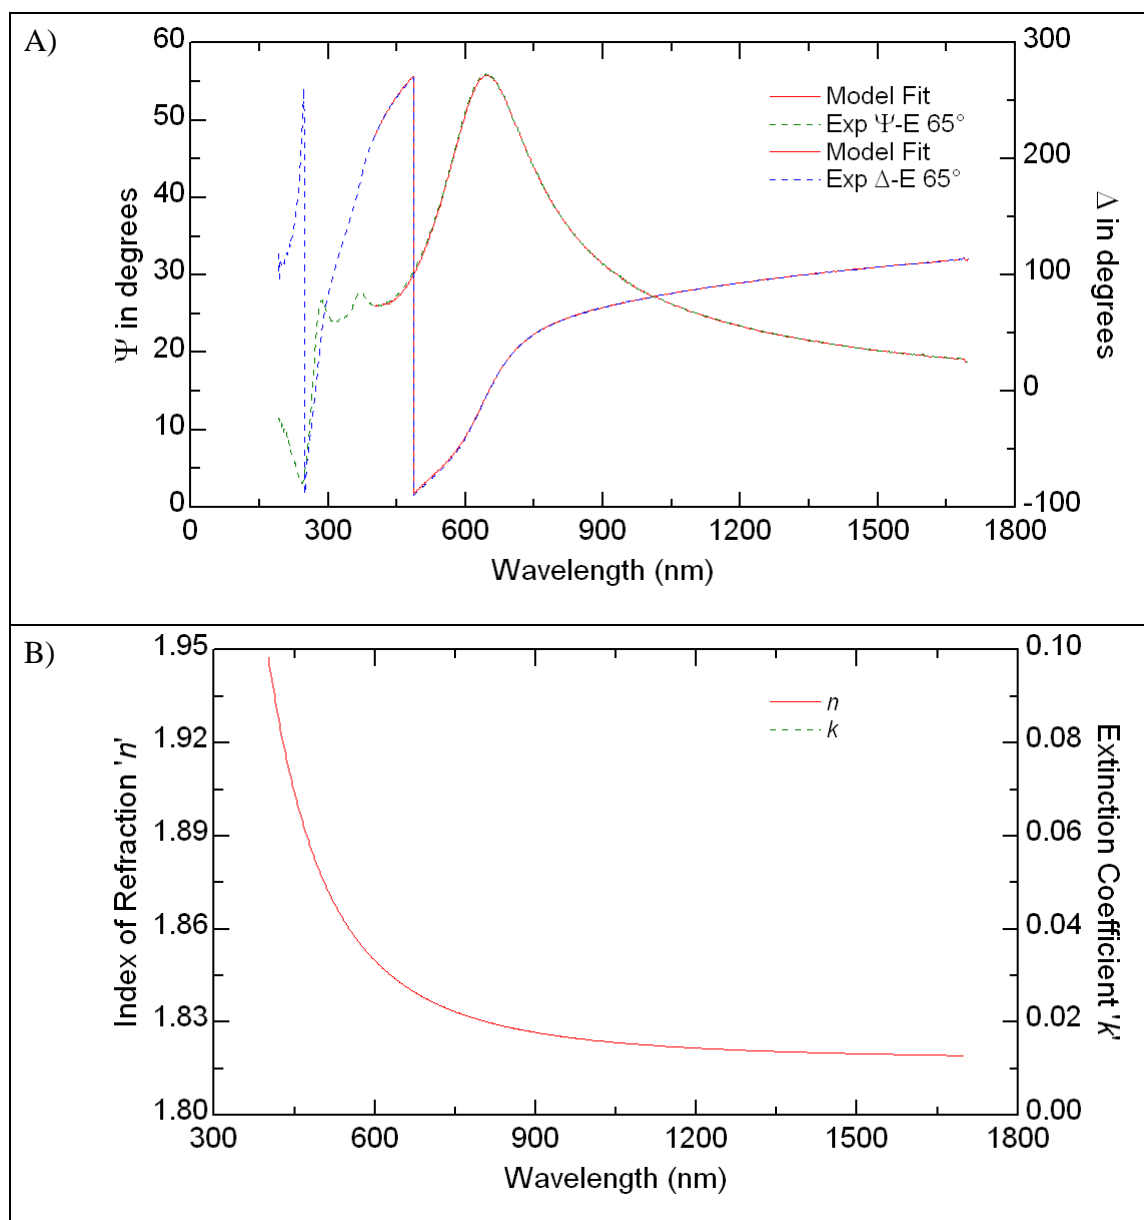 A)
60
50
40
30
20
10
0
Ψ in degrees
300
200
100
0
-100
Δ in degrees
Model Fit
Exp Ψ-E 65°
Model Fit
Exp Δ-E 65°
0 300 600 900 1200 1500 1800
Wavelength (nm)
B)
1.95
1.92
1.89
1.86
1.83
1.80
Index of Refraction 'n'
0.10
0.08
0.06
0.04
0.02
0.00
Extinction Coefficient 'k'
n
k
300 600 900 1200 1500 1800
Wavelength (nm)